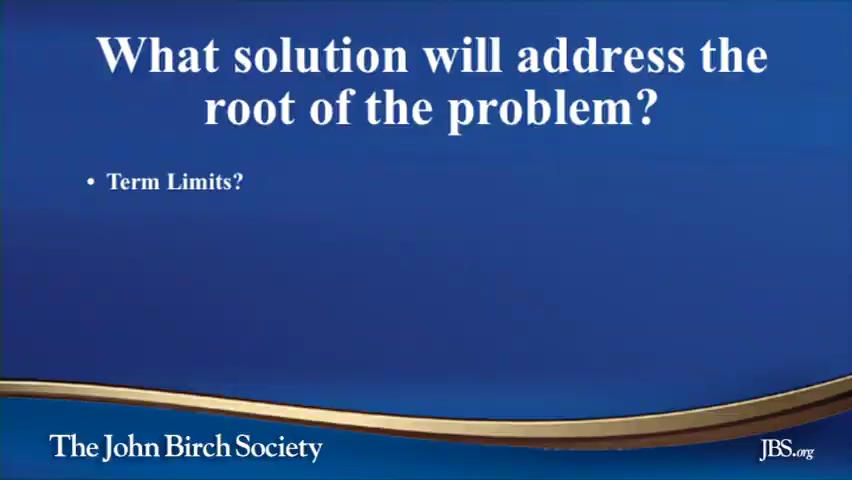 What solution will address the
root of the problem?
• Term Limits?
The John Birch Society
JBS.org